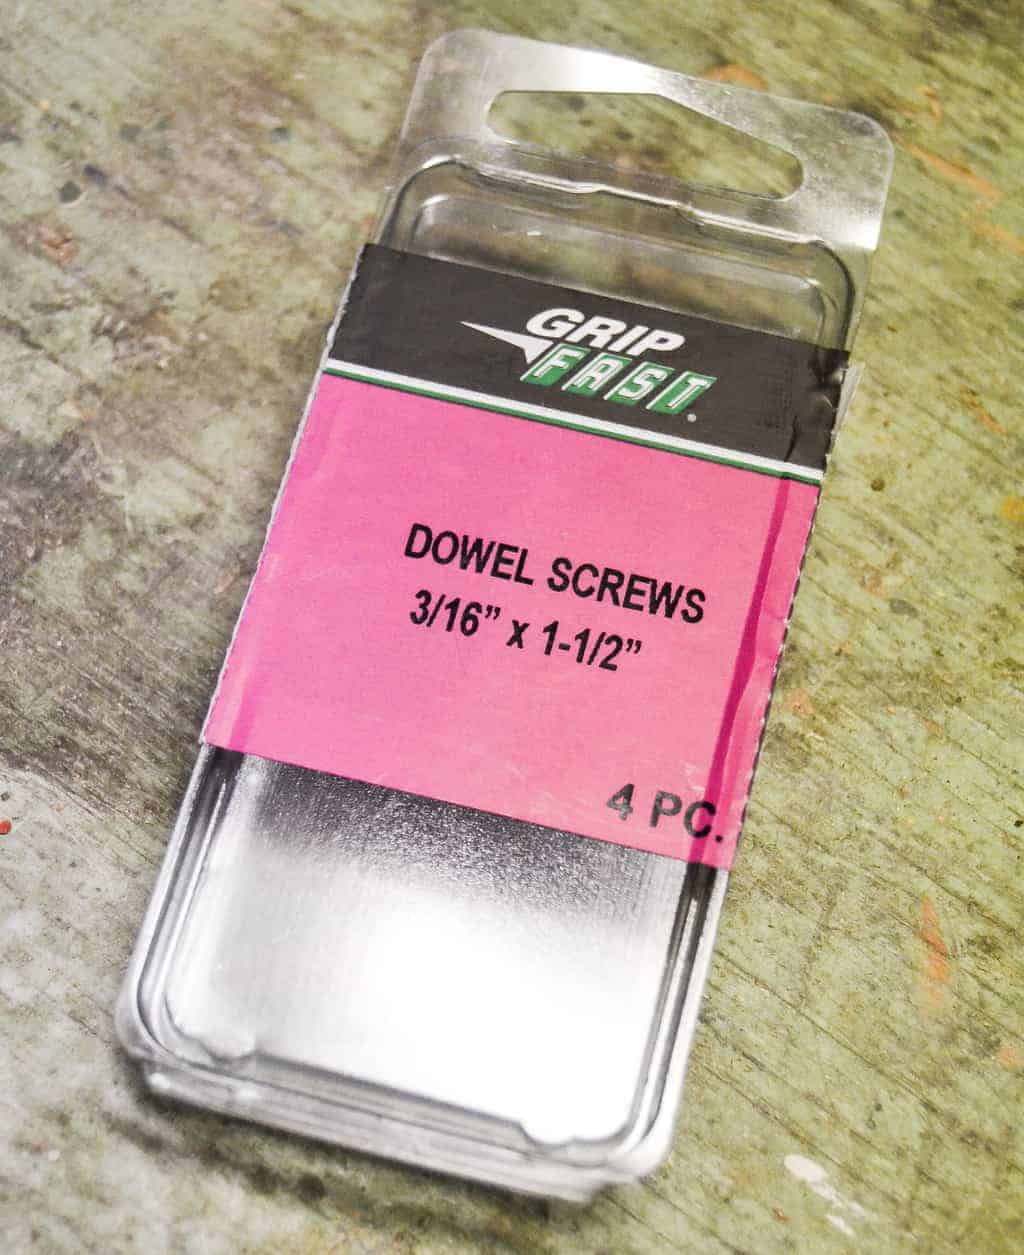 GRIP
FAST
DOWEL SCREWS
3/16” x 1-1/2”
4 PC.